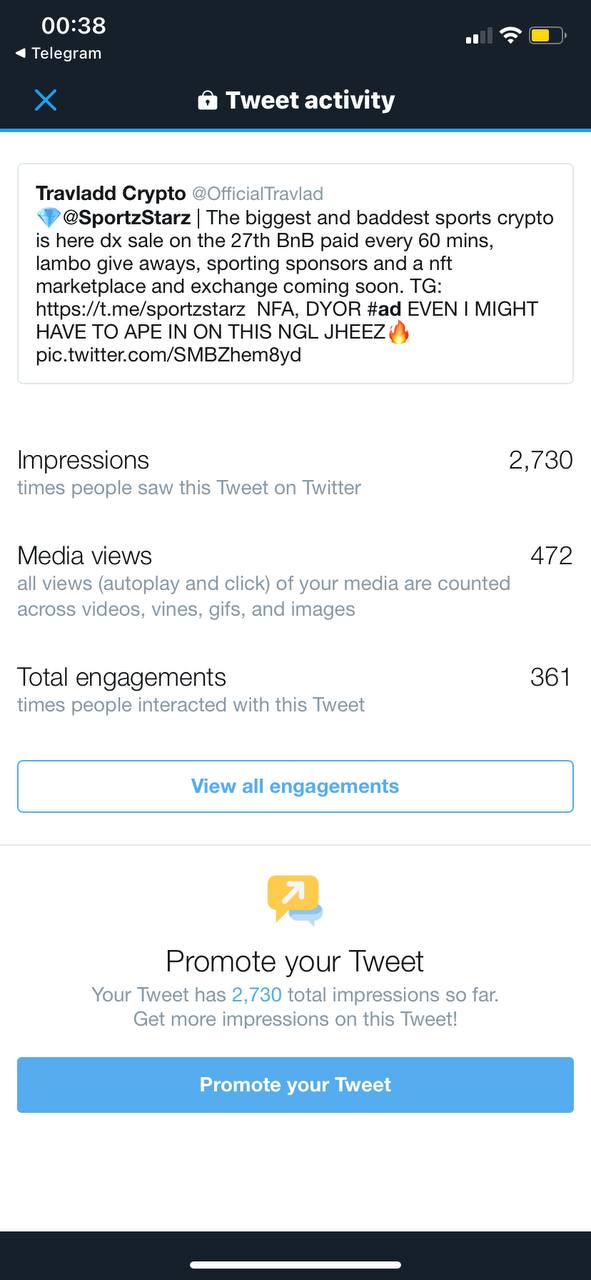 00:38
◀ Telegram
Tweet activity
Travladd Crypto @OfficialTravlad
💎@SportzStarz | The biggest and baddest sports crypto
is here dx sale on the 27th BnB paid every 60 mins,
lambo give aways, sporting sponsors and a nft
marketplace and exchange coming soon. TG:
https://t.me/sportzstarz  NFA, DYOR #ad EVEN I MIGHT
HAVE TO APE IN ON THIS NGL JHEEZ🔥
pic.twitter.com/SMBZhem8yd
Impressions 2,730
times people saw this Tweet on Twitter
Media views 472
all views (autoplay and click) of your media are counted
across videos, vines, gifs, and images
Total engagements 361
times people interacted with this Tweet
View all engagements
Promote your Tweet
Your Tweet has 2,730 total impressions so far.
Get more impressions on this Tweet!
Promote your Tweet